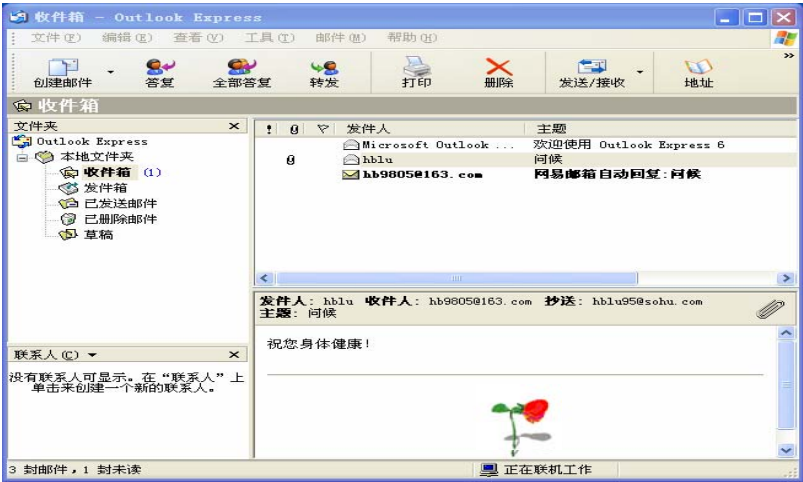 收件箱 - Outlook Express
文件(F) 编辑(E) 查看(V) 工具(T) 邮件(M) 帮助(H)
创建邮件 答复 全部答复 转发 打印 删除 发送/接收 地址 »
收件箱
文件夹 ×
Outlook Express
本地文件夹
收件箱 (1)
发件箱
已发送邮件
已删除邮件
草稿
! 发件人 主题
Microsoft Outlook ... 欢迎使用 Outlook Express 6
hblu 问候
hb9805@163.com 网易邮箱自动回复:问候
发件人: hblu 收件人: hb9805@163.com 抄送: hblu95@sohu.com
主题: 问候
祝您身体健康!
联系人(C) ×
没有联系人可显示。在“联系人”上
单击来创建一个新的联系人。
3 封邮件，1 封未读 正在联机工作